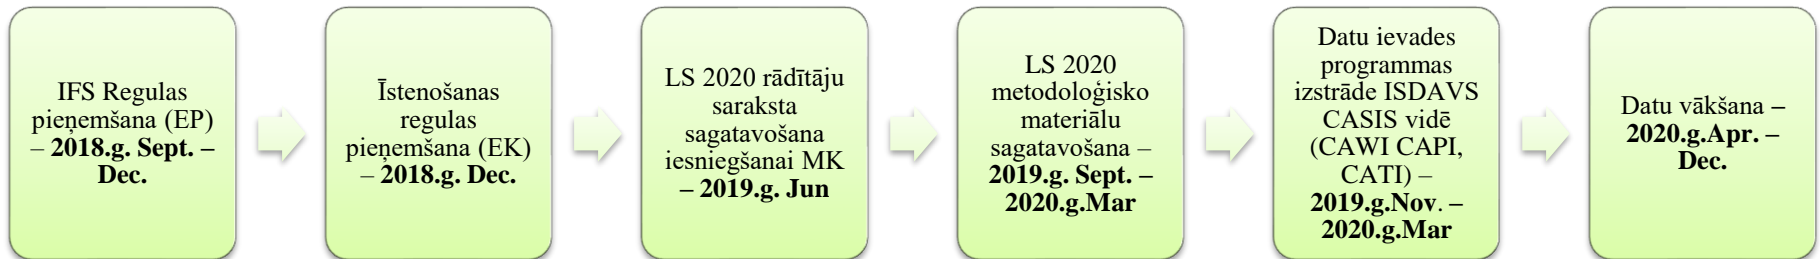 IFS Regulas
pieņemšana (EP)
– 2018.g. Sept. –
Dec.
Īstenošanas
regulas
pieņemšana (EK)
– 2018.g. Dec.
LS 2020 rādītāju
saraksta
sagatavošana
iesniegšanai MK
– 2019.g. Jun
LS 2020
metodoloģisko
materiālu
sagatavošana –
2019.g. Sept. –
2020.g.Mar
Datu ievades
programmas
izstrāde ISDAVS
CASIS vidē
(CAWI CAPI,
CATI) –
2019.g.Nov. –
2020.g.Mar
Datu vākšana –
2020.g.Apr. –
Dec.